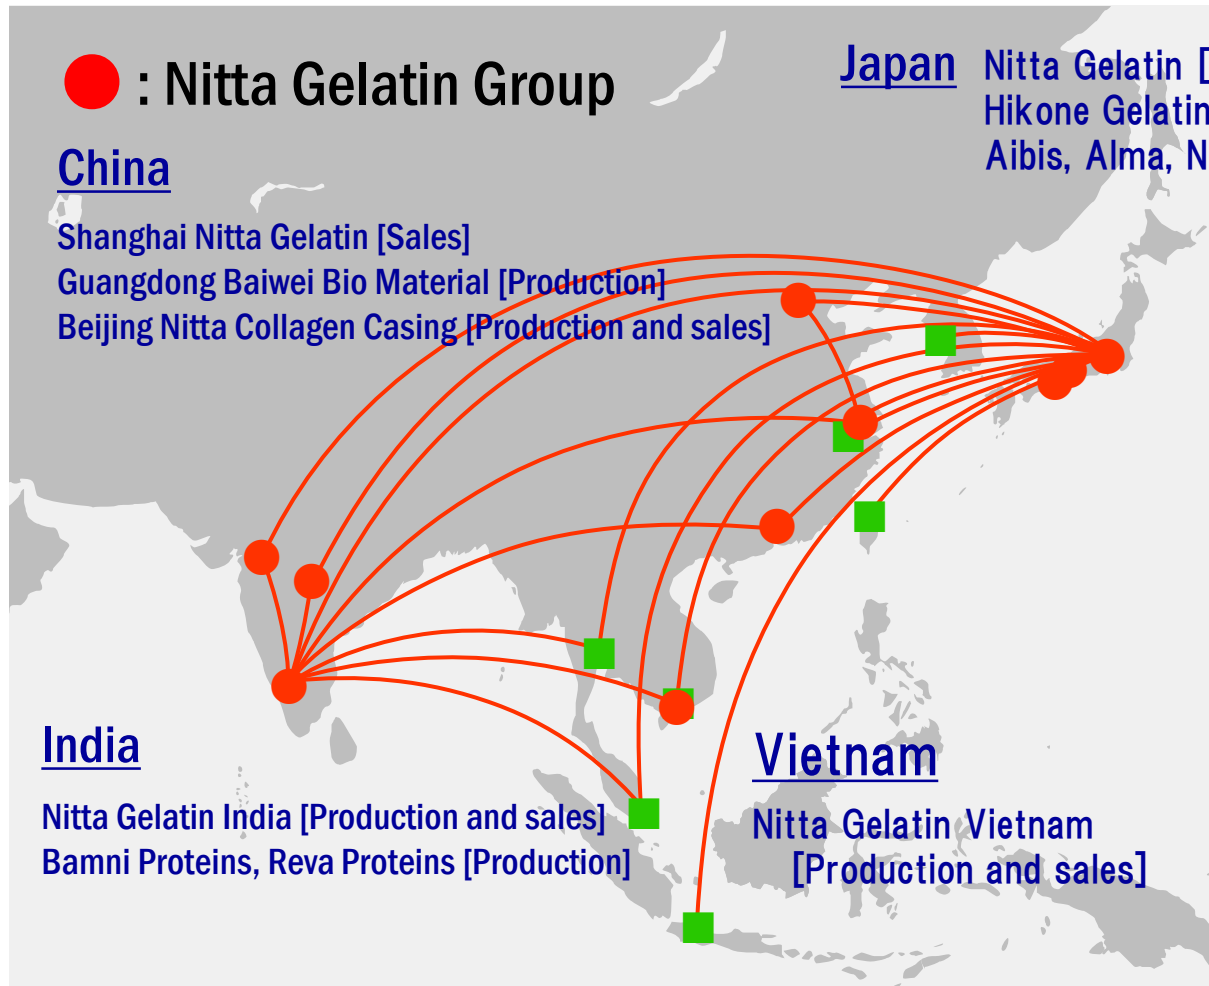 : Nitta Gelatin Group
Japan Nitta Gelatin [
Hikone Gelatin
Aibis, Alma, N
China
Shanghai Nitta Gelatin [Sales]
Guangdong Baiwei Bio Material [Production]
Beijing Nitta Collagen Casing [Production and sales]
India
Nitta Gelatin India [Production and sales]
Bamni Proteins, Reva Proteins [Production]
Vietnam
Nitta Gelatin Vietnam
[Production and sales]